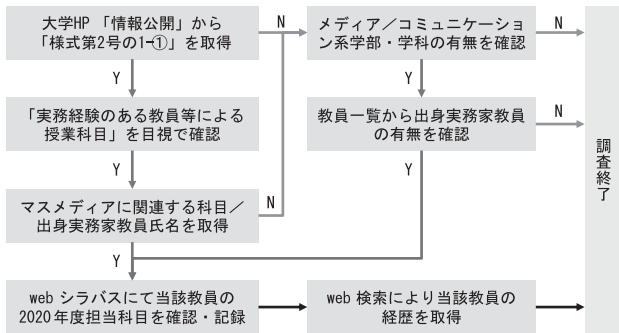 大学HP 「情報公開」から
「様式第2号の1-①」を取得
N
メディア／コミュニケーショ
ン系学部・学科の有無を確認
N
Y
Y
「実務経験のある教員等による
授業科目」を目視で確認
教員一覧から出身実務家教員
の有無を確認
N
調査終了
Y
Y
マスメディアに関連する科目／
出身実務家教員氏名を取得
N
Y
web シラバスにて当該教員の
2020年度担当科目を確認・記録
web 検索により当該教員の
経歴を取得